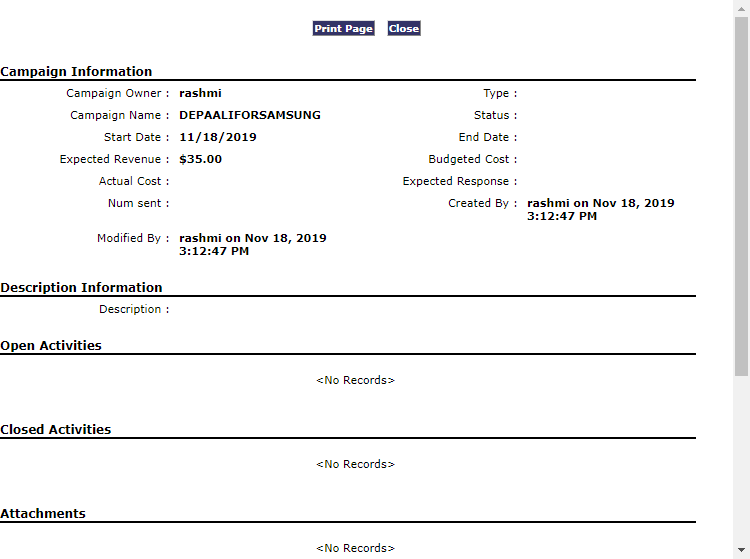 Print Page Close
Campaign Information
Campaign Owner : rashmi Type :
Campaign Name : DEPAALIFORSAMSUNG Status :
Start Date : 11/18/2019 End Date :
Expected Revenue : $35.00 Budgeted Cost :
Actual Cost : Expected Response :
Num sent : Created By : rashmi on Nov 18, 2019
3:12:47 PM
Modified By : rashmi on Nov 18, 2019
3:12:47 PM
Description Information
Description :
Open Activities
<No Records>
Closed Activities
<No Records>
Attachments
<No Records>